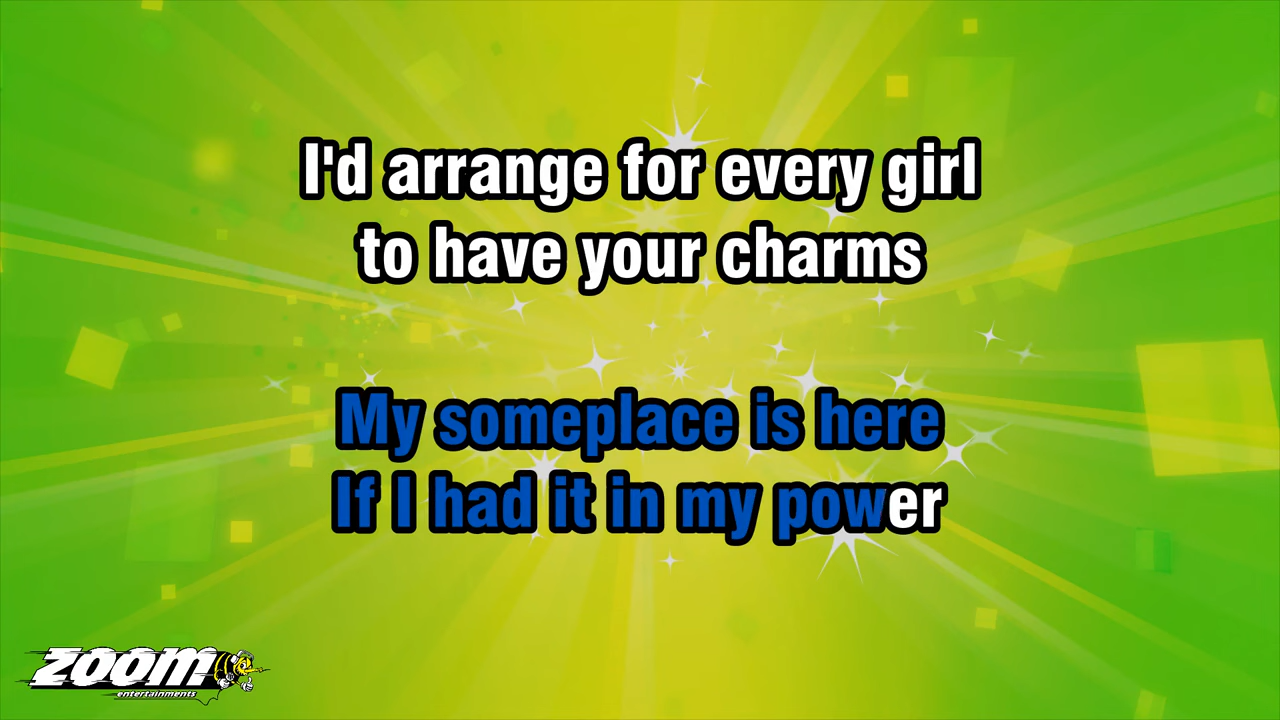 I'd arrange for every girl
to have your charms
My someplace is here
If I had it in my power
ZOOM
entertainments